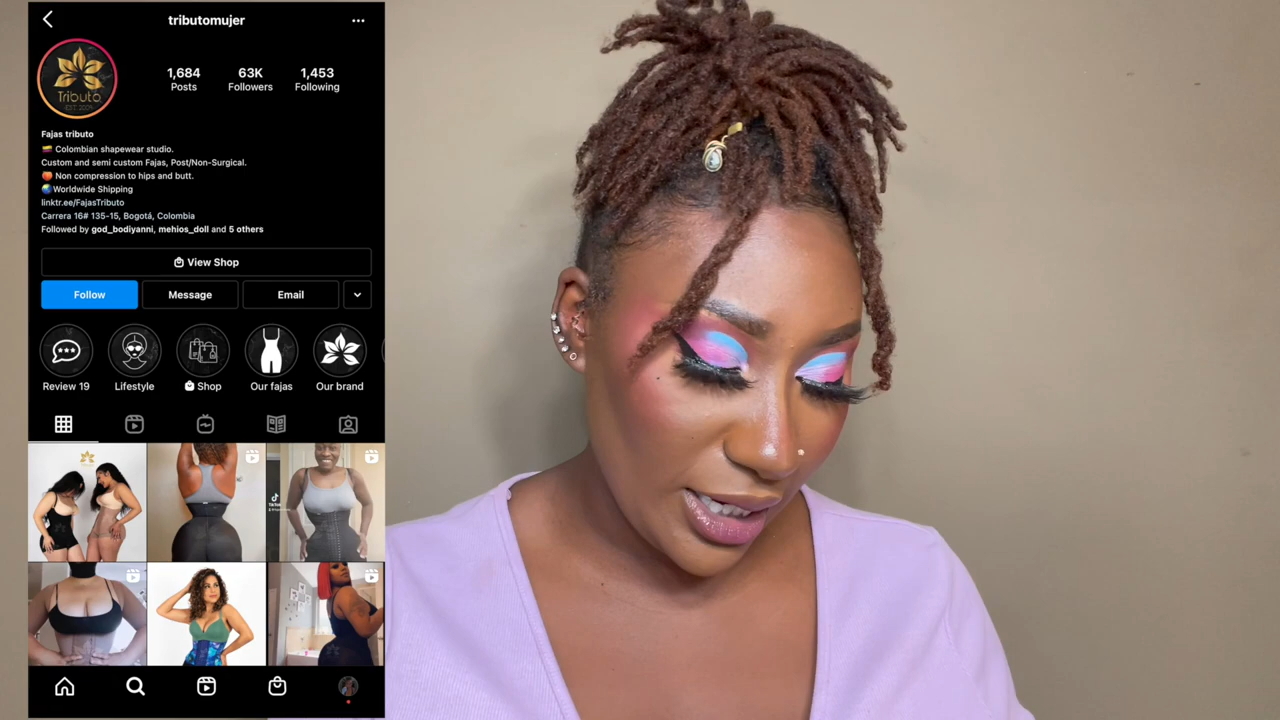 tributomujer
1,684
Posts
63K
Followers
1,453
Following
Tributo
EST. 2004
Fajas tributo
Colombian shapewear studio.
Custom and semi custom Fajas, Post/Non-Surgical.
Non compression to hips and butt.
Worldwide Shipping
linktr.ee/FajasTributo
Carrera 16# 135-15, Bogotá, Colombia
Followed by god_bodiyanni, mehios_doll and 5 others
View Shop
Follow
Message
Email
Review 19
Lifestyle
Shop
Our fajas
Our brand
TikTok